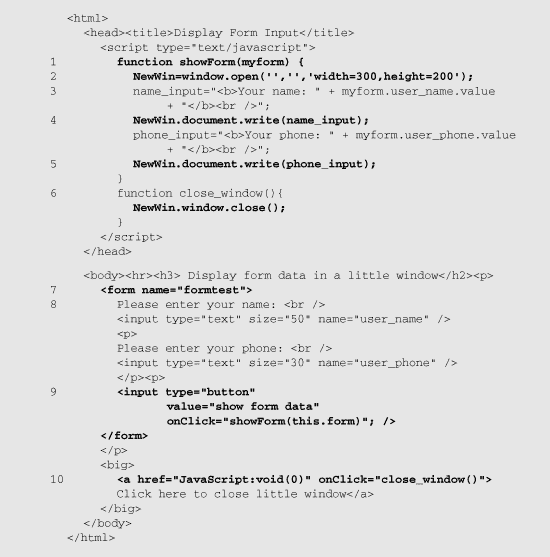 <html>
<head><title>Display Form Input</title>
<script type="text/javascript">
1 function showForm(myform) {
2 NewWin=window.open('','','width=300,height=200');
3 name_input="<b>Your name: " + myform.user_name.value
+ "</b><br />";
4 NewWin.document.write(name_input);
phone_input="<b>Your phone: " + myform.user_phone.value
+ "</b><br />";
5 NewWin.document.write(phone_input);
}
6 function close_window(){
NewWin.window.close();
}
</script>
</head>
<body><hr><h3> Display form data in a little window</h2><p>
7 <form name="formtest">
8 Please enter your name: <br />
<input type="text" size="50" name="user_name" />
<p>
Please enter your phone: <br />
<input type="text" size="30" name="user_phone" />
</p><p>
9 <input type="button"
value="show form data"
onClick="showForm(this.form)"; />
</form>
</p>
<big>
10 <a href="JavaScript:void(0)" onClick="close_window()">
Click here to close little window</a>
</big>
</body>
</html>